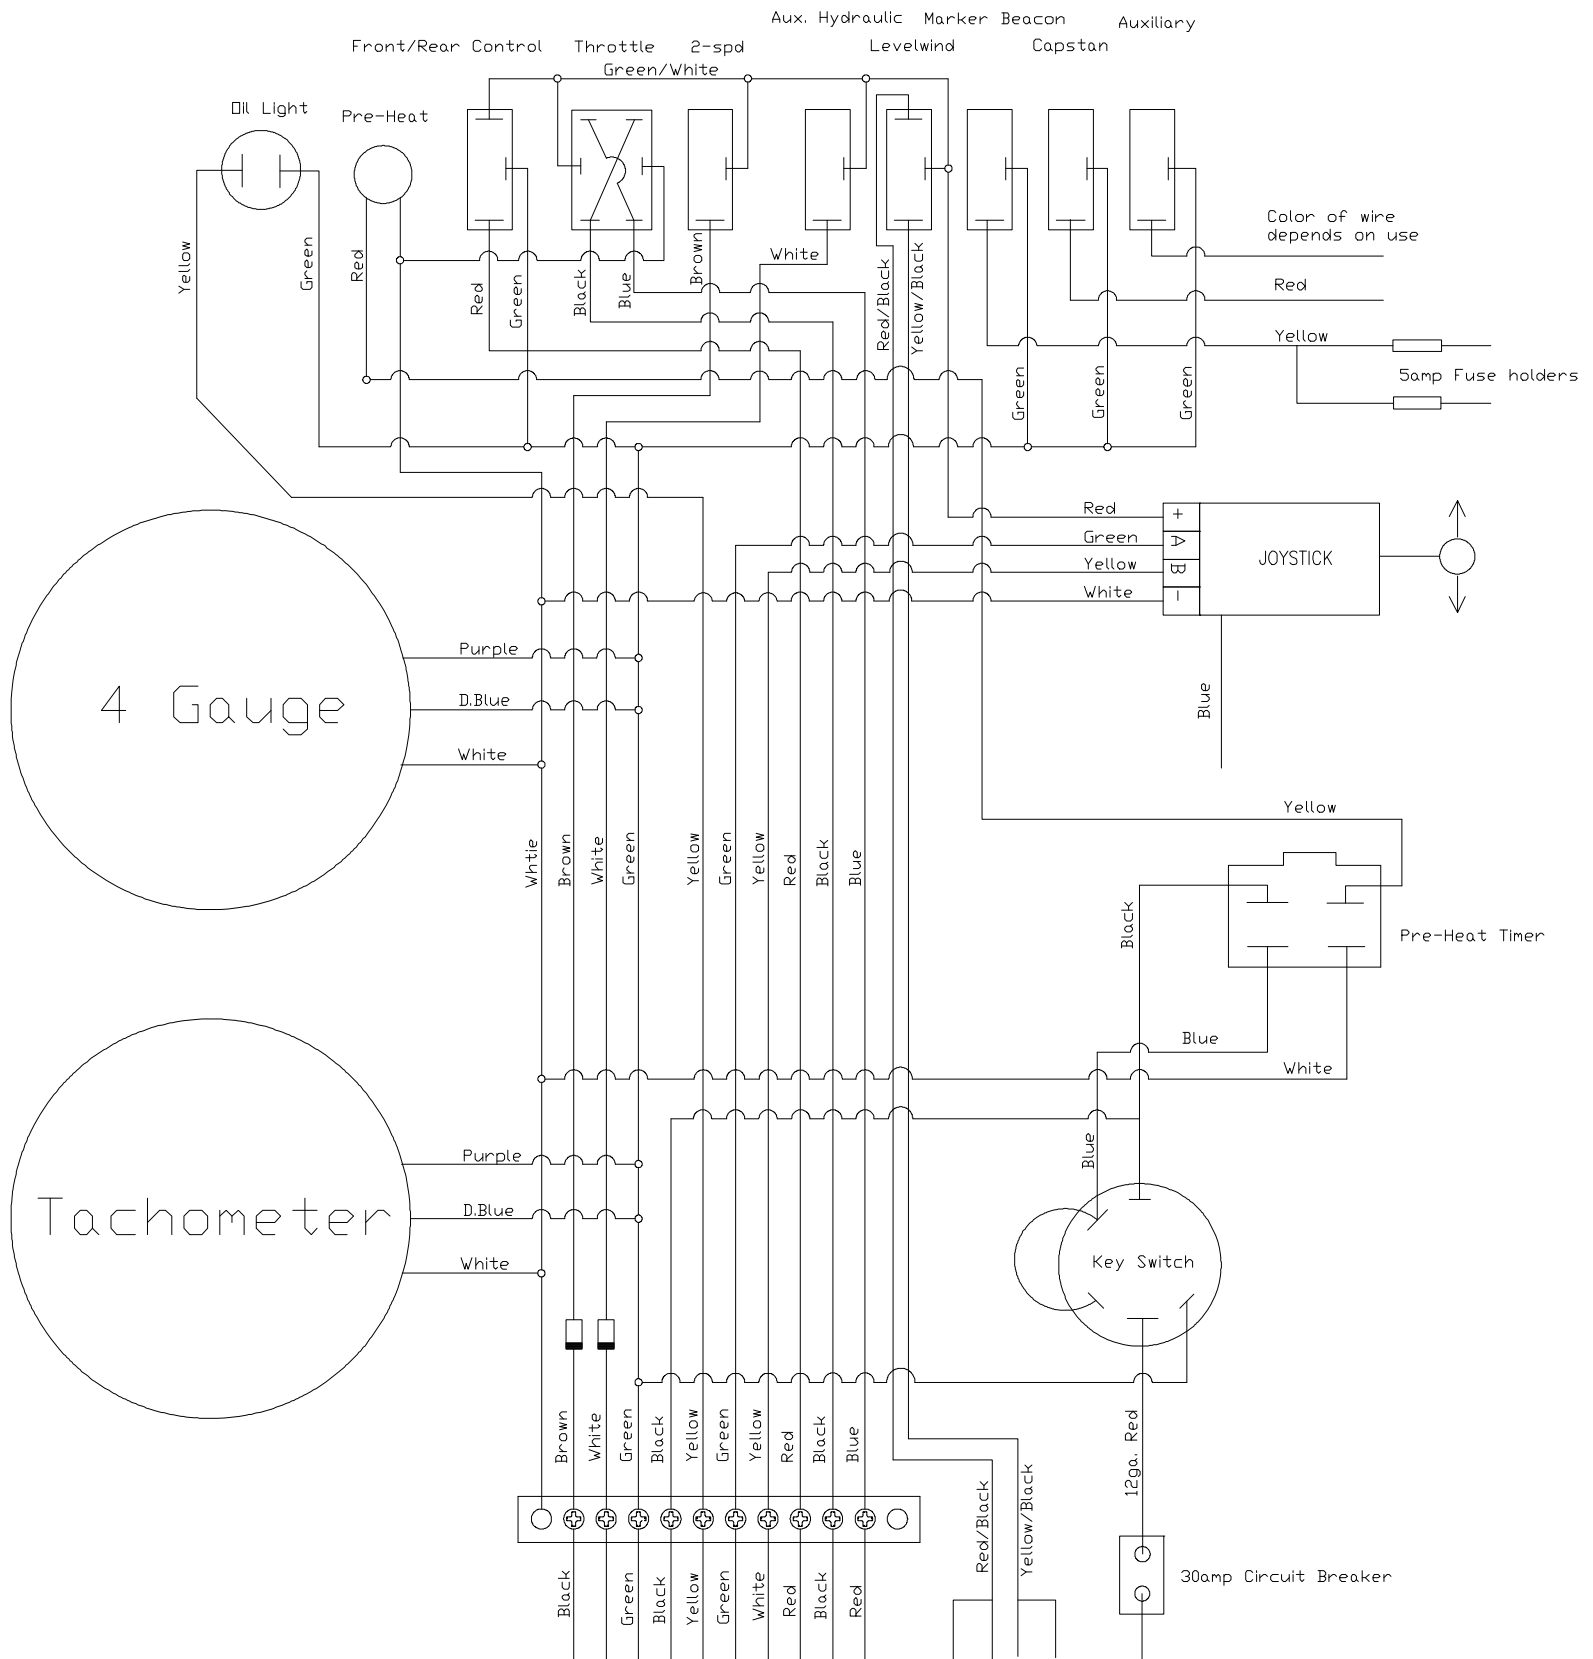 Aux. Hydraulic
Marker Beacon
Auxiliary
Front/Rear Control
Throttle
2-spd
Levelwind
Capstan
Green/White
Oil Light
Pre-Heat
Color of wire
depends on use
Yellow
Green
Red
Red
Green
Black
Blue
Brown
White
Red/Black
Yellow/Black
Red
Yellow
5amp Fuse holders
Green
Green
Green
Red
Green
Yellow
White
+
A
B
-
JOYSTICK
Blue
4 Gauge
Purple
D.Blue
White
Whtie
Brown
White
Green
Yellow
Green
Yellow
Red
Black
Blue
Yellow
Black
Pre-Heat Timer
Blue
White
Blue
Tachometer
Purple
D.Blue
White
Key Switch
Brown
White
Green
Black
Yellow
Green
Yellow
Red
Black
Blue
12ga. Red
Red/Black
Yellow/Black
30amp Circuit Breaker
Black
Green
Black
Yellow
Green
White
Red
Black
Red